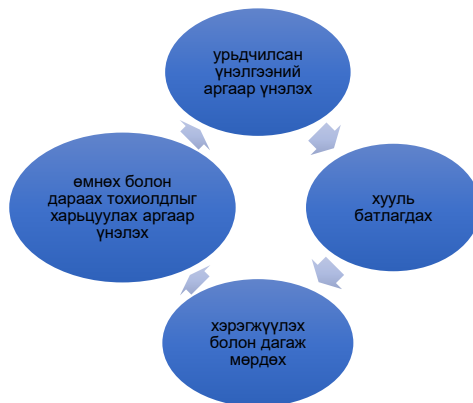 урьдчилсан
үнэлгээний
аргаар үнэлэх
хууль
батлагдах
хэрэгжүүлэх
болон дагаж
мөрдөх
өмнөх болон
дараах тохиолдлыг
харьцуулах аргаар
үнэлэх